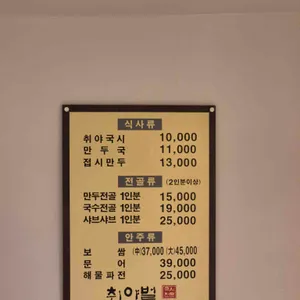 식사류
취야국시 10,000
만두국 11,000
접시만두 13,000
전골류 (2인분이상)
만두전골 1인분 15,000
국수전골 1인분 19,000
샤브샤브 1인분 25,000
안주류
보쌈 (中)37,000 (大)45,000
문어 39,000
해물파전 25,000
취야벌